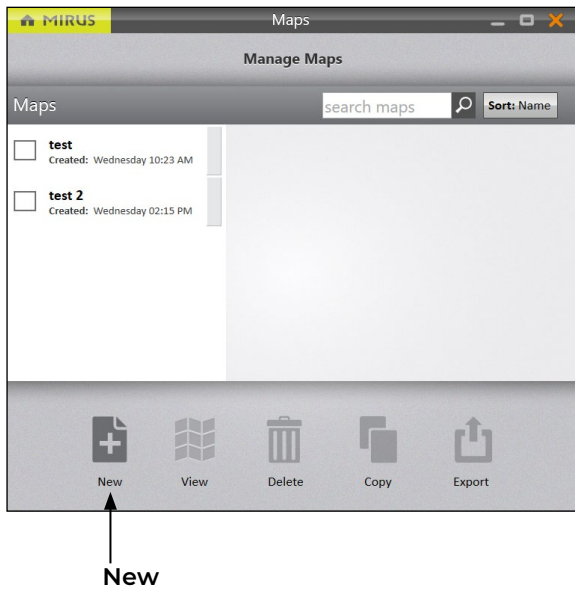 MIRUS Maps
Manage Maps
Maps search maps Sort: Name
test
Created: Wednesday 10:23 AM
test 2
Created: Wednesday 02:15 PM
New View Delete Copy Export
New